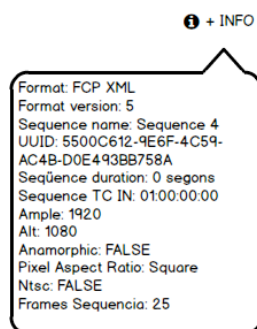 + INFO
Format: FCP XML
Format version: 5
Sequence name: Sequence 4
UUID: 5500C612-9E6F-4C59-
AC4B-D0E493BB758A
Seqüence duration: 0 segons
Sequence TC IN: 01:00:00:00
Ample: 1920
Alt: 1080
Anamorphic: FALSE
Pixel Aspect Ratio: Square
Ntsc: FALSE
Frames Sequencia: 25